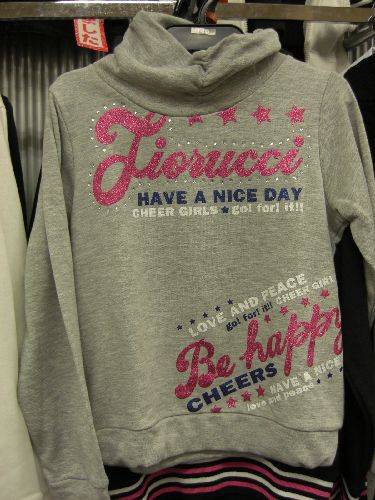 Fiorucci
HAVE A NICE DAY
CHEER GIRLS go! for! it!!!
LOVE AND PEACE
go! for! it!! CHEER GIRL
Be happy
CHEERS HAVE A NICE
love and peace